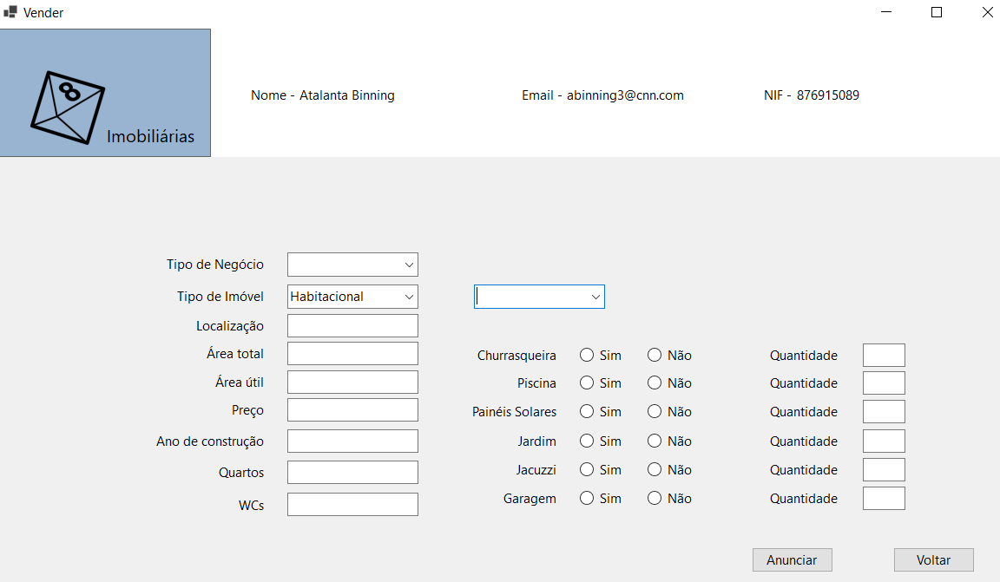 Vender
8
Imobiliárias
Nome - Atalanta Binning
Email - abinning3@cnn.com
NIF - 876915089
Tipo de Negócio
Tipo de Imóvel Habitacional
Localização
Área total
Churrasqueira Sim Não Quantidade
Área útil
Piscina Sim Não Quantidade
Preço
Painéis Solares Sim Não Quantidade
Ano de construção
Jardim Sim Não Quantidade
Quartos
Jacuzzi Sim Não Quantidade
WCs
Garagem Sim Não Quantidade
Anunciar
Voltar